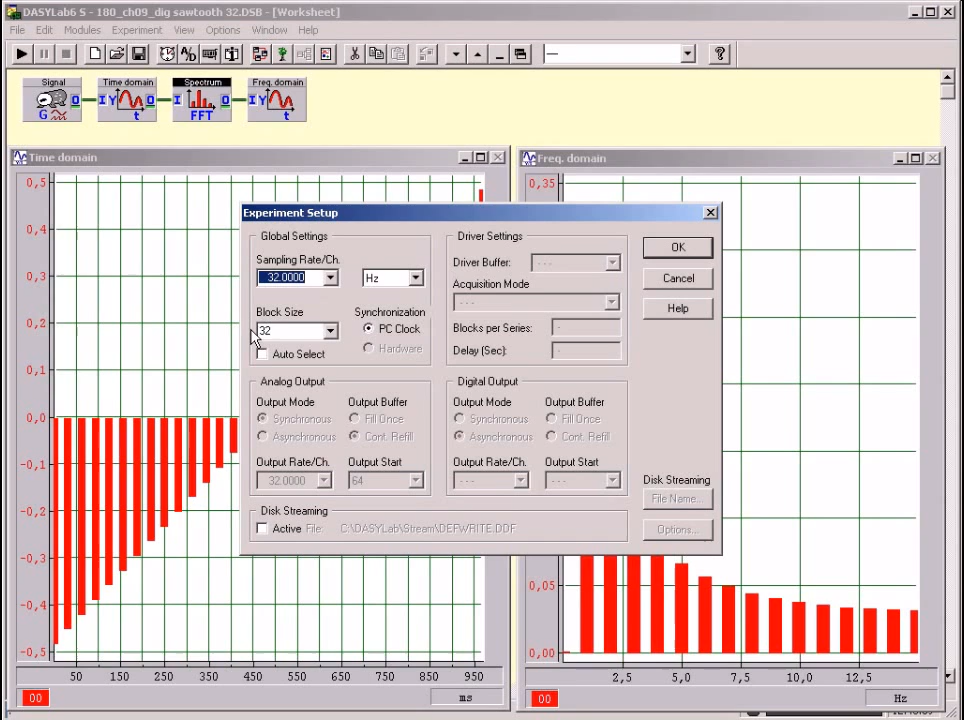 DASYLab6 S - 180_ch09_dig sawtooth 32.DSB - [Worksheet]
File Edit Modules Experiment View Options Window Help
Signal
O
G
Time domain
I Y O
t
Spectrum
I O
FFT
Freq. domain
I Y
t
Time domain
0,5
0,4
0,3
0,2
0,1
0,0
-0,1
-0,2
-0,3
-0,4
-0,5
50 150 250 350 450 550 650 750 850 950
00
ms
Freq. domain
0,35
0,05
0,00
2,5 5,0 7,5 10,0 12,5
00
Hz
Experiment Setup
Global Settings
Sampling Rate/Ch.
32.0000
Hz
Block Size
32
Auto Select
Synchronization
PC Clock
Hardware
Driver Settings
Driver Buffer:
Acquisition Mode
Blocks per Series:
Delay (Sec):
OK
Cancel
Help
Analog Output
Output Mode
Synchronous
Asynchronous
Output Buffer
Fill Once
Cont. Refill
Output Rate/Ch.
32.0000
Output Start
64
Digital Output
Output Mode
Synchronous
Asynchronous
Output Buffer
Fill Once
Cont. Refill
Output Rate/Ch.
Output Start
Disk Streaming
File Name...
Options...
Disk Streaming
Active File: C:\DASYLab\Stream\DEFWRITE.DDF